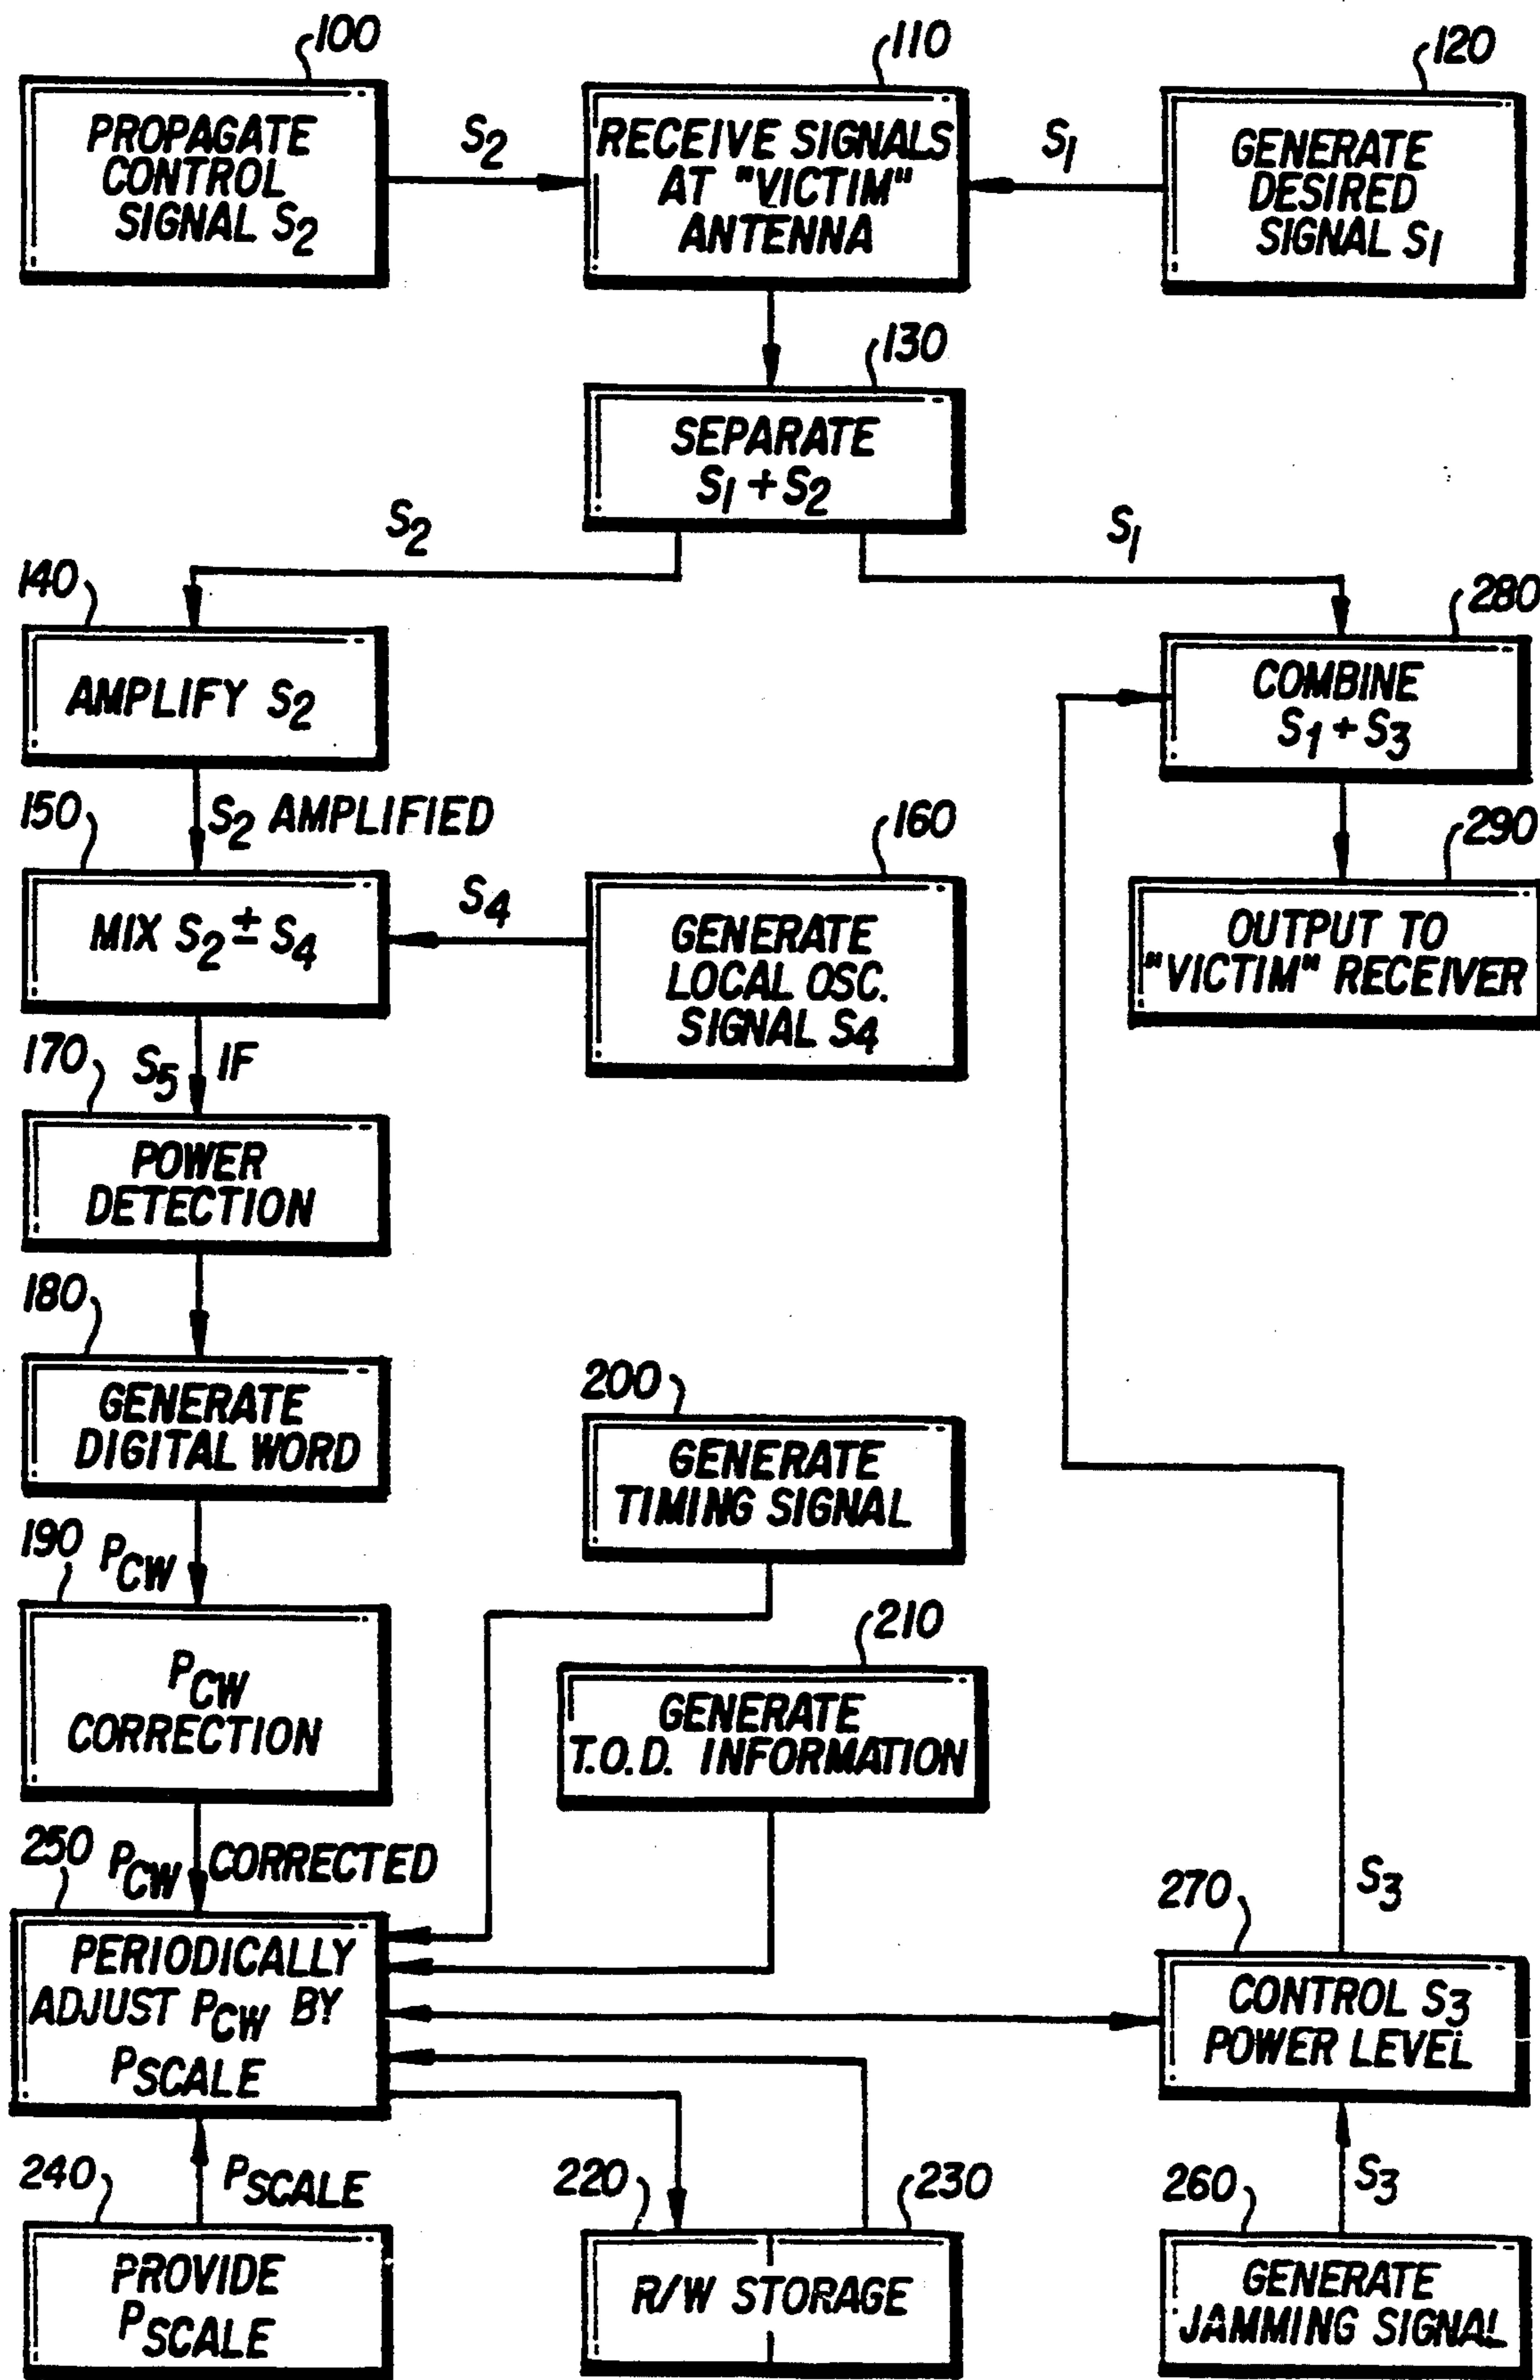 100
PROPAGATE
CONTROL
SIGNAL S2
S2
110
RECEIVE SIGNALS
AT "VICTIM"
ANTENNA
S1
120
GENERATE
DESIRED
SIGNAL S1
130
SEPARATE
S1 + S2
S2
S1
140
AMPLIFY S2
280
COMBINE
S1 + S3
150
S2 AMPLIFIED
MIX S2 ± S4
S4
160
GENERATE
LOCAL OSC.
SIGNAL S4
290
OUTPUT TO
"VICTIM" RECEIVER
170
S5 IF
POWER
DETECTION
180
GENERATE
DIGITAL WORD
200
GENERATE
TIMING SIGNAL
190 PCW
PCW
CORRECTION
210
GENERATE
T.O.D. INFORMATION
250 PCW CORRECTED
PERIODICALLY
ADJUST PCW BY
PSCALE
S3
270
CONTROL S3
POWER LEVEL
240
PSCALE
PROVIDE
PSCALE
220
230
R/W STORAGE
260
S3
GENERATE
JAMMING SIGNAL